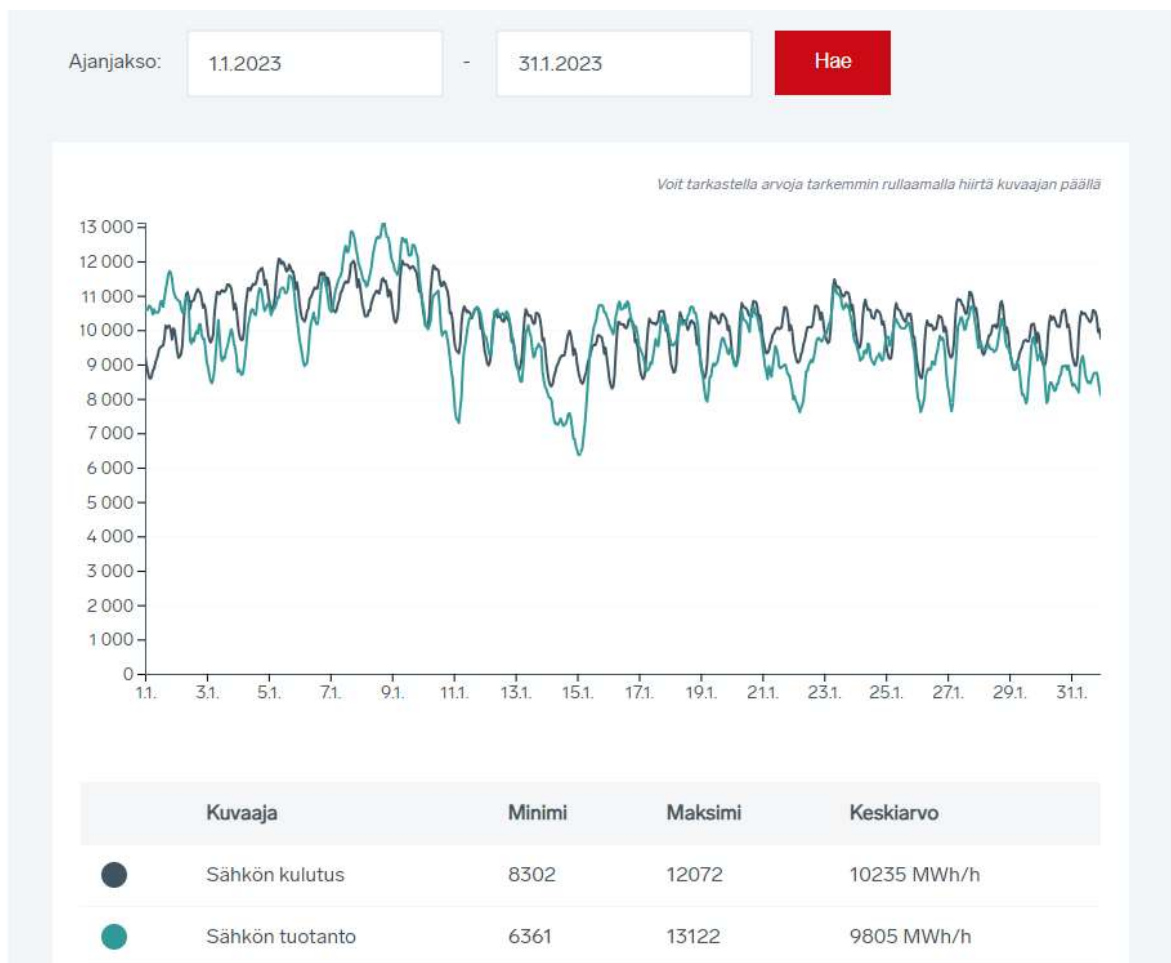 Ajanjakso: 1.1.2023 - 31.1.2023 Hae
Voit tarkastella arvoja tarkemmin rullaamalla hiirtä kuvaajan päällä
13 000
12 000
11 000
10 000
9 000
8 000
7 000
6 000
5 000
4 000
3 000
2 000
1 000
0
1.1. 3.1. 5.1. 7.1. 9.1. 11.1. 13.1. 15.1. 17.1. 19.1. 21.1. 23.1. 25.1. 27.1. 29.1. 31.1.
Kuvaaja Minimi Maksimi Keskiarvo
Sähkön kulutus 8302 12072 10235 MWh/h
Sähkön tuotanto 6361 13122 9805 MWh/h